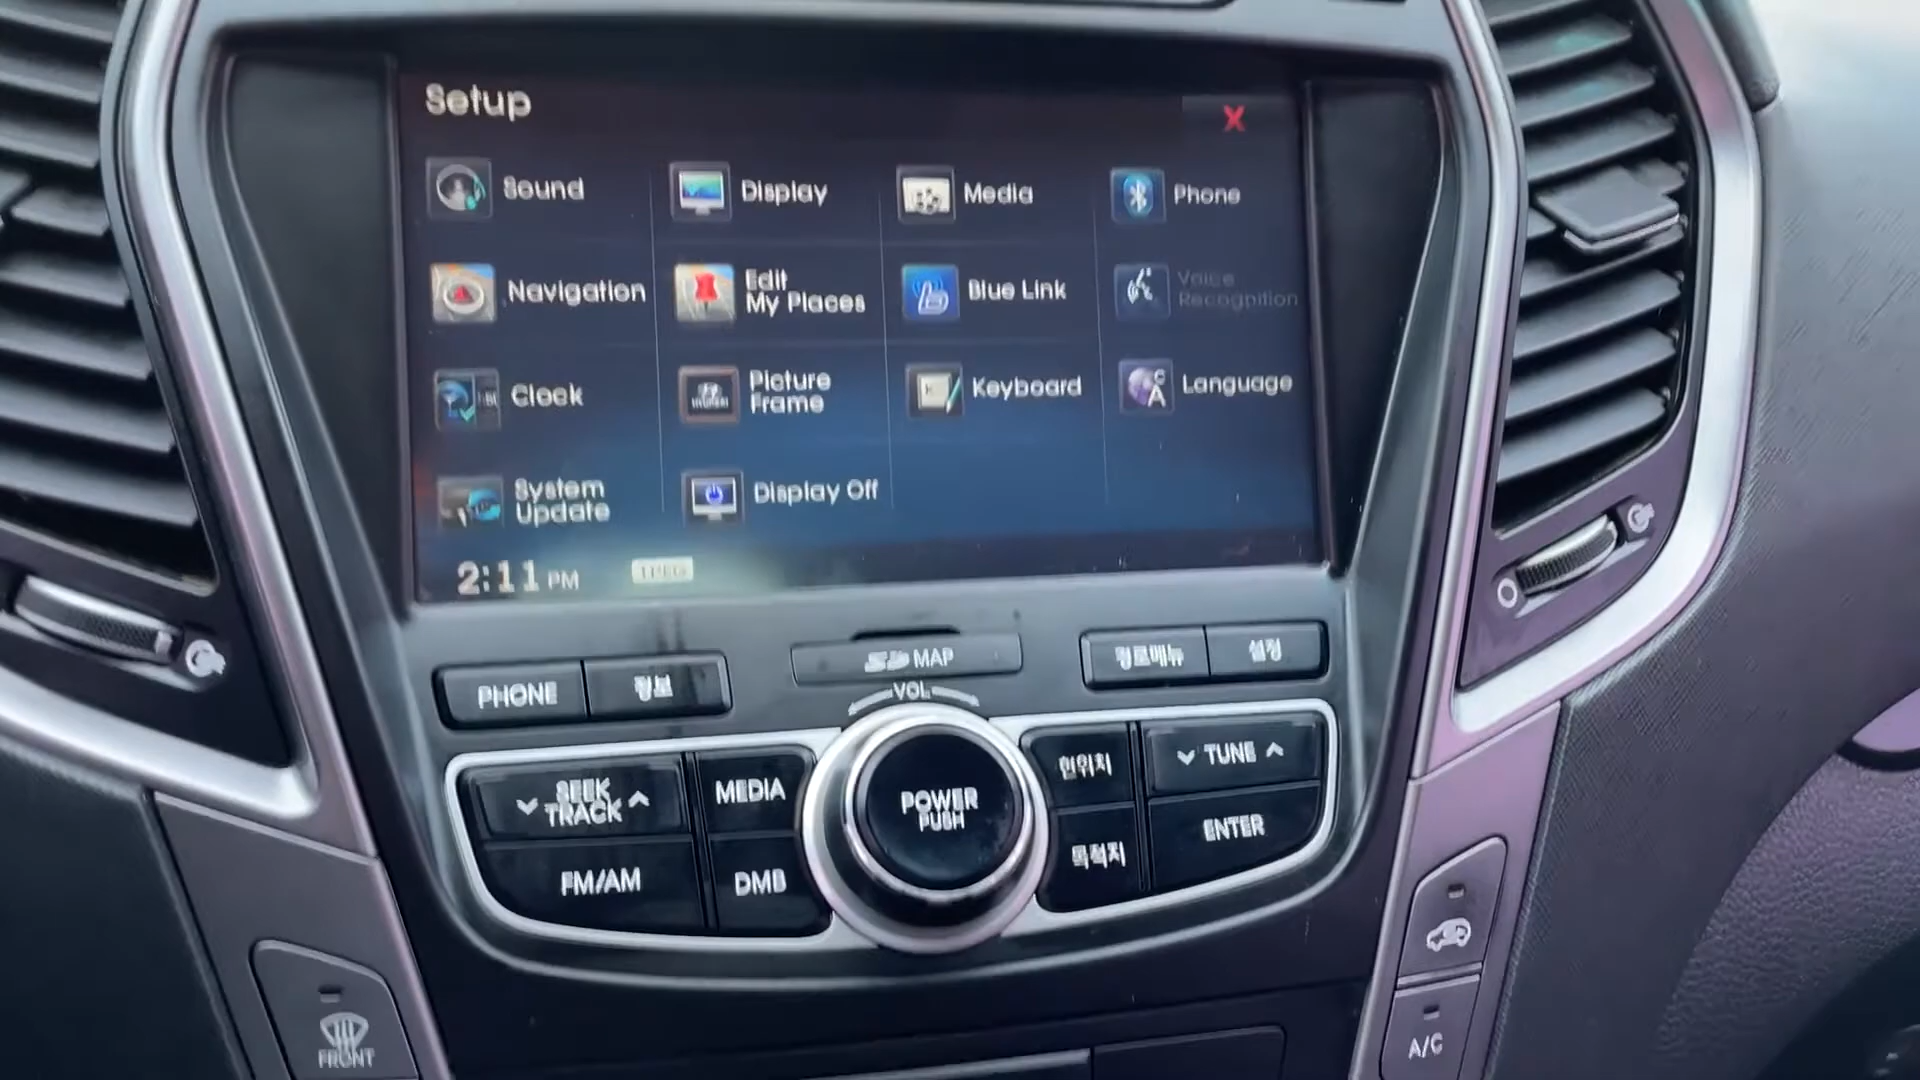 Setup
X
Sound
Display
Media
Phone
Navigation
Edit
My Places
Blue Link
Voice
Recognition
Clock
Picture
Frame
Keyboard
Language
System
Update
Display Off
2:11 PM
TPEG
PHONE
정보
SD MAP
경로메뉴
설정
VOL
SEEK
TRACK
MEDIA
POWER
PUSH
현위치
TUNE
FM/AM
DMB
목적지
ENTER
FRONT
A/C